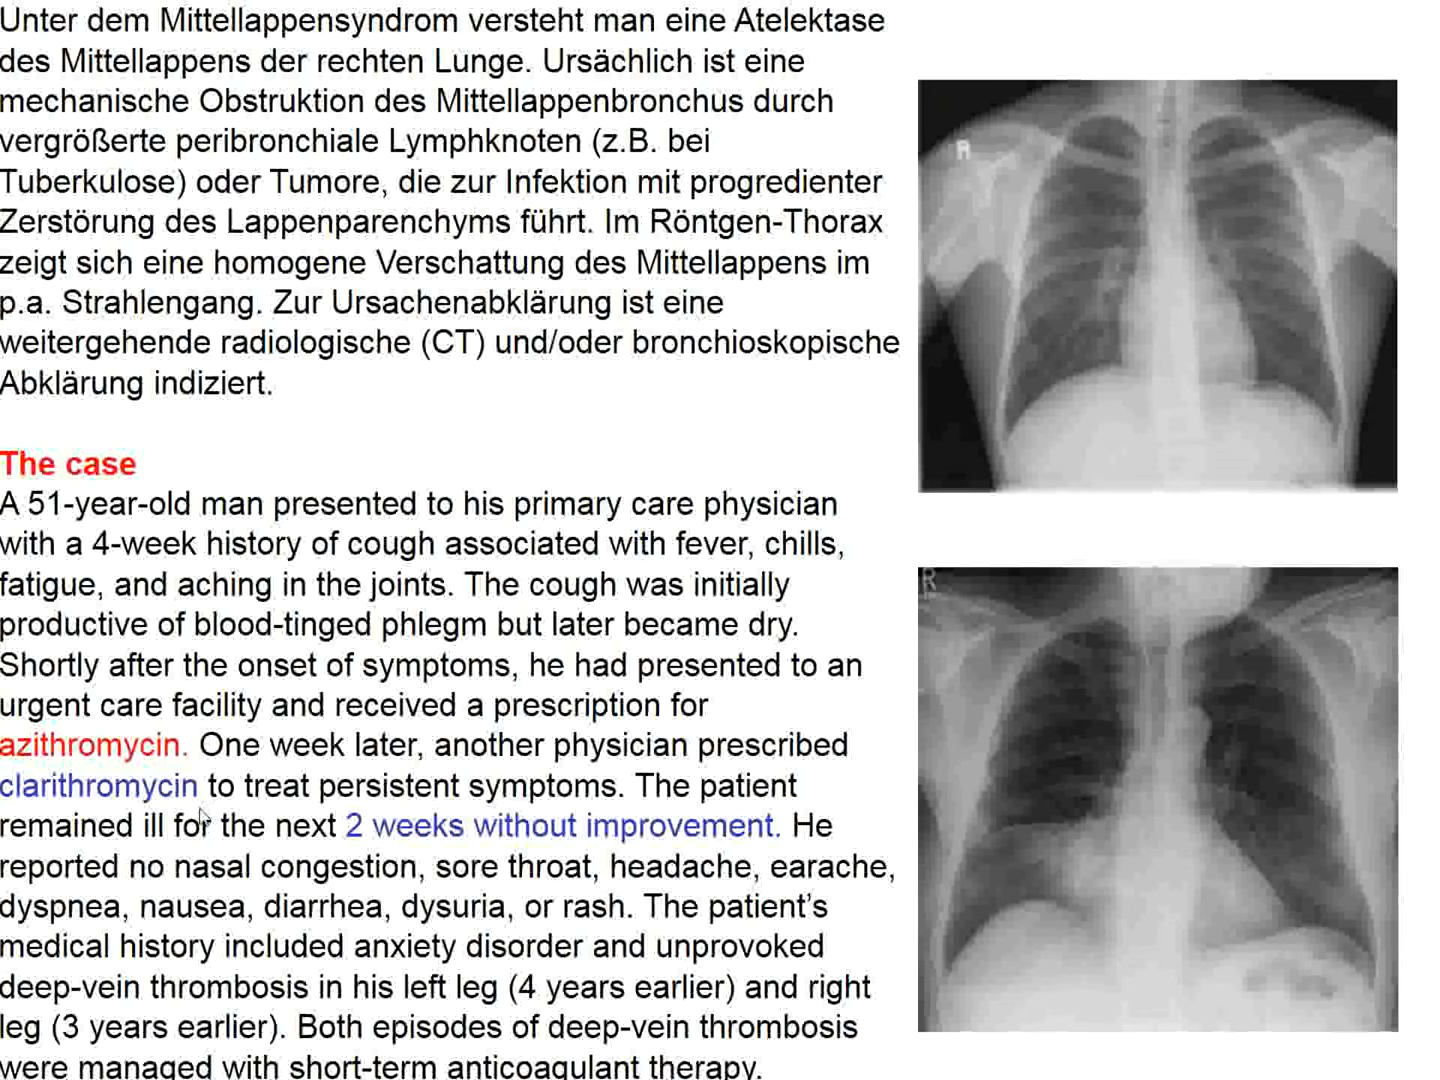 Unter dem Mittellappensyndrom versteht man eine Atelektase
des Mittellappens der rechten Lunge. Ursächlich ist eine
mechanische Obstruktion des Mittellappenbronchus durch
vergrößerte peribronchiale Lymphknoten (z.B. bei
Tuberkulose) oder Tumore, die zur Infektion mit progredienter
Zerstörung des Lappenparenchyms führt. Im Röntgen-Thorax
zeigt sich eine homogene Verschattung des Mittellappens im
p.a. Strahlengang. Zur Ursachenabklärung ist eine
weitergehende radiologische (CT) und/oder bronchioskopische
Abklärung indiziert.
The case
A 51-year-old man presented to his primary care physician
with a 4-week history of cough associated with fever, chills,
fatigue, and aching in the joints. The cough was initially
productive of blood-tinged phlegm but later became dry.
Shortly after the onset of symptoms, he had presented to an
urgent care facility and received a prescription for
azithromycin. One week later, another physician prescribed
clarithromycin to treat persistent symptoms. The patient
remained ill for the next 2 weeks without improvement. He
reported no nasal congestion, sore throat, headache, earache,
dyspnea, nausea, diarrhea, dysuria, or rash. The patient's
medical history included anxiety disorder and unprovoked
deep-vein thrombosis in his left leg (4 years earlier) and right
leg (3 years earlier). Both episodes of deep-vein thrombosis
were managed with short-term anticoagulant therapy.
R
R